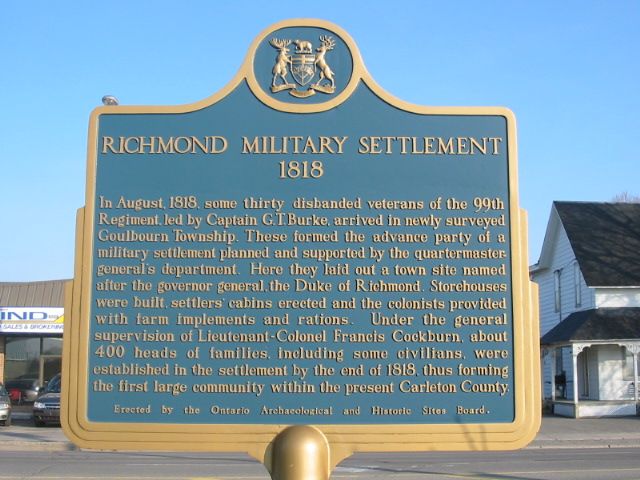 RICHMOND MILITARY SETTLEMENT
1818
In August, 1818, some thirty disbanded veterans of the 99th
Regiment, led by Captain G.T. Burke, arrived in newly surveyed
Goulbourn Township. These formed the advance party of a
military settlement planned and supported by the quartermaster-
general's department. Here they laid out a town site named
after the governor general, the Duke of Richmond. Storehouses
were built, settlers' cabins erected and the colonists provided
with farm implements and rations. Under the general
supervision of Lieutenant-Colonel Francis Cockburn, about
400 heads of families, including some civilians, were
established in the settlement by the end of 1818, thus forming
the first large community within the present Carleton County.
Erected by the Ontario Archaeological and Historic Sites Board.
SALES & BROKERING